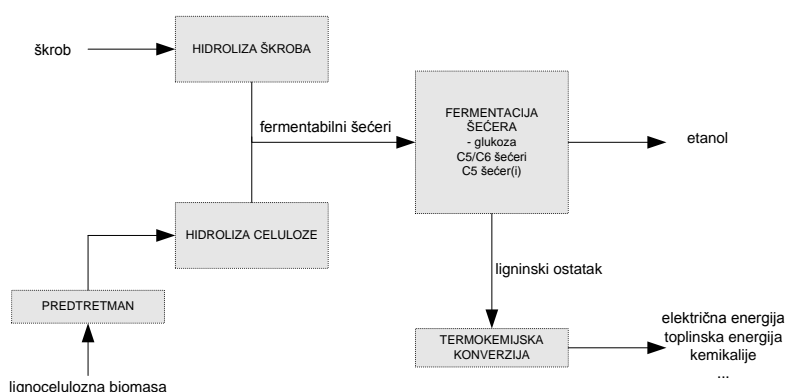 škrob
HIDROLIZA ŠKROBA
fermentabilni šećeri
FERMENTACIJA
ŠEĆERA
- glukoza
C5/C6 šećeri
C5 šećer(i)
etanol
HIDROLIZA CELULOZE
PREDTRETMAN
lignocelulozna biomasa
ligninski ostatak
TERMOKEMIJSKA
KONVERZIJA
električna energija
toplinska energija
kemikalije
...